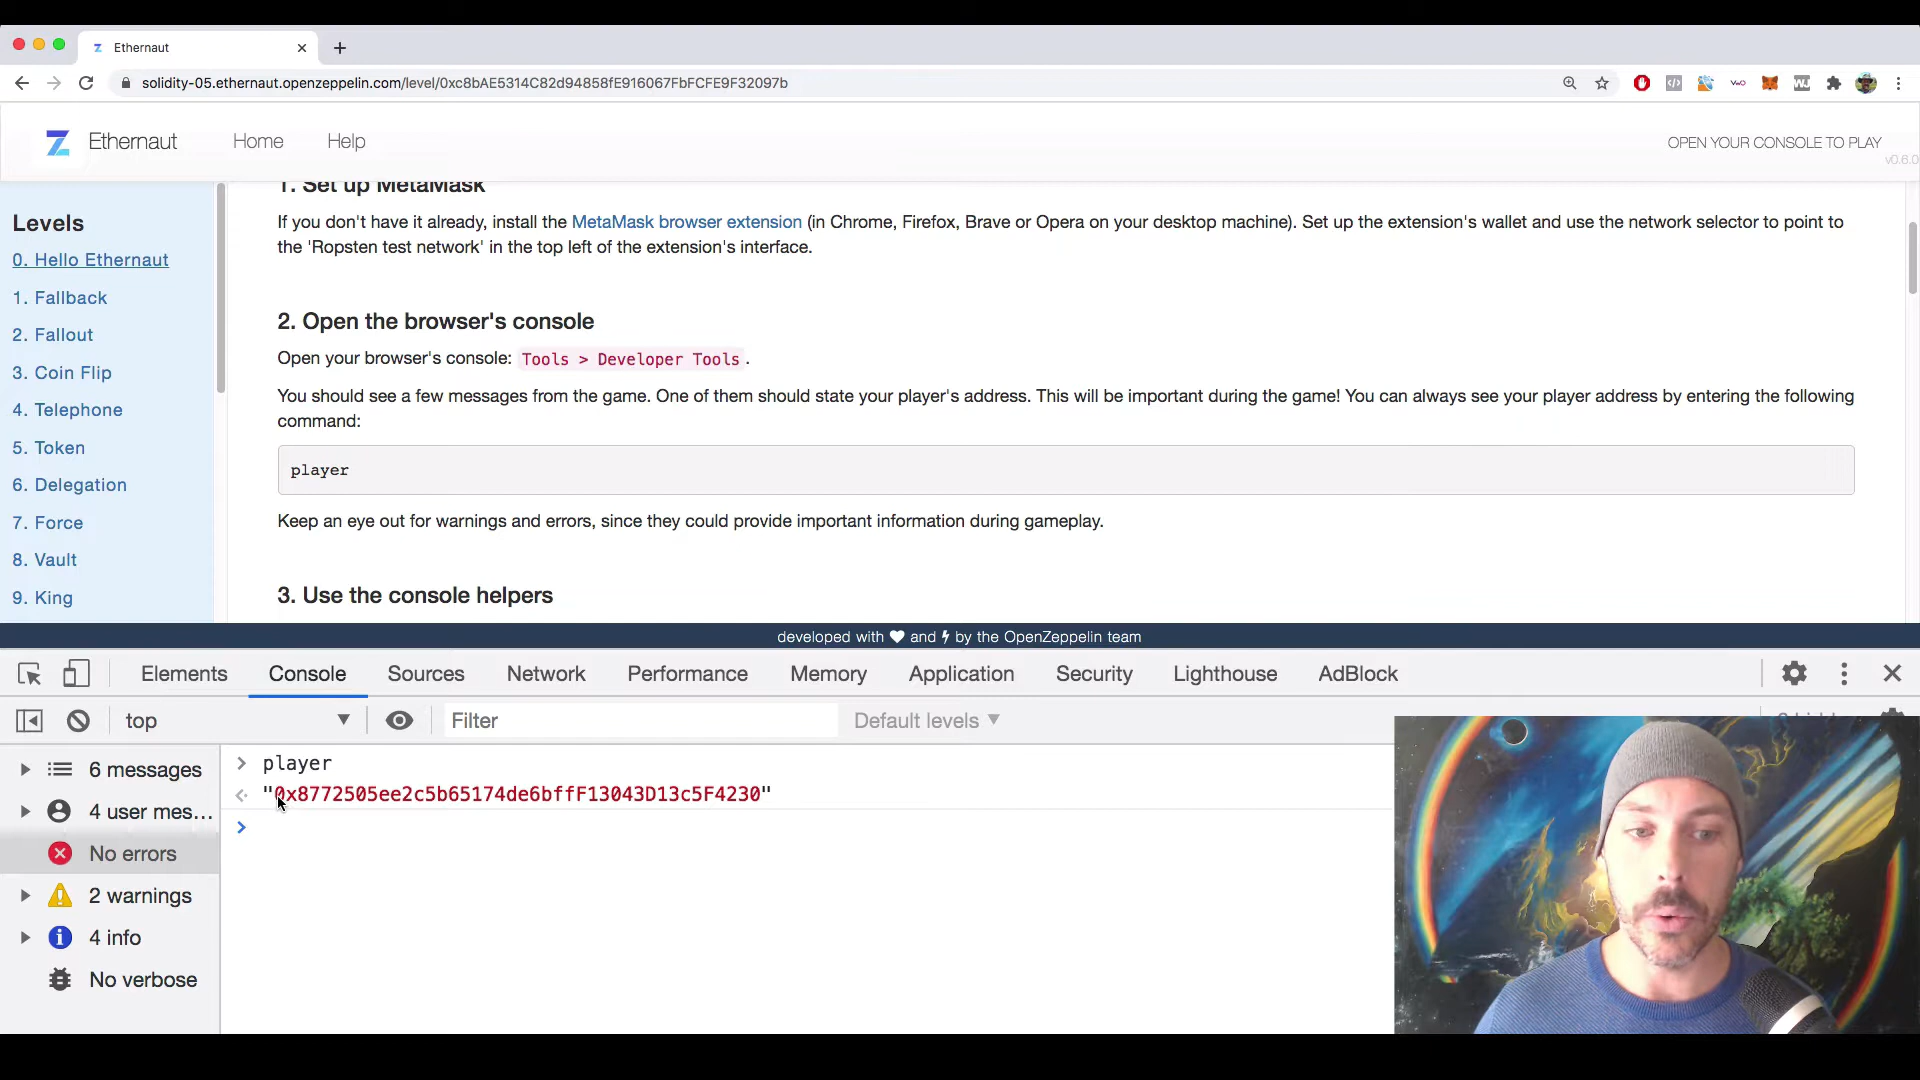 Ethernaut
solidity-05.ethernaut.openzeppelin.com/level/0xc8bAE5314C82d94858fE916067FbFCFE9F32097b
Ethernaut
Home
Help
OPEN YOUR CONSOLE TO PLAY
v0.6.0
Levels
0. Hello Ethernaut
1. Fallback
2. Fallout
3. Coin Flip
4. Telephone
5. Token
6. Delegation
7. Force
8. Vault
9. King
1. Set up MetaMask
If you don't have it already, install the MetaMask browser extension (in Chrome, Firefox, Brave or Opera on your desktop machine). Set up the extension's wallet and use the network selector to point to
the 'Ropsten test network' in the top left of the extension's interface.
2. Open the browser's console
Open your browser's console: Tools > Developer Tools.
You should see a few messages from the game. One of them should state your player's address. This will be important during the game! You can always see your player address by entering the following
command:
player
Keep an eye out for warnings and errors, since they could provide important information during gameplay.
3. Use the console helpers
developed with ❤ and ⚡ by the OpenZeppelin team
Elements
Console
Sources
Network
Performance
Memory
Application
Security
Lighthouse
AdBlock
top
Filter
Default levels ▼
6 messages
4 user mes...
No errors
2 warnings
4 info
No verbose
> player
"0x8772505ee2c5b65174de6bffF13043D13c5F4230"
>